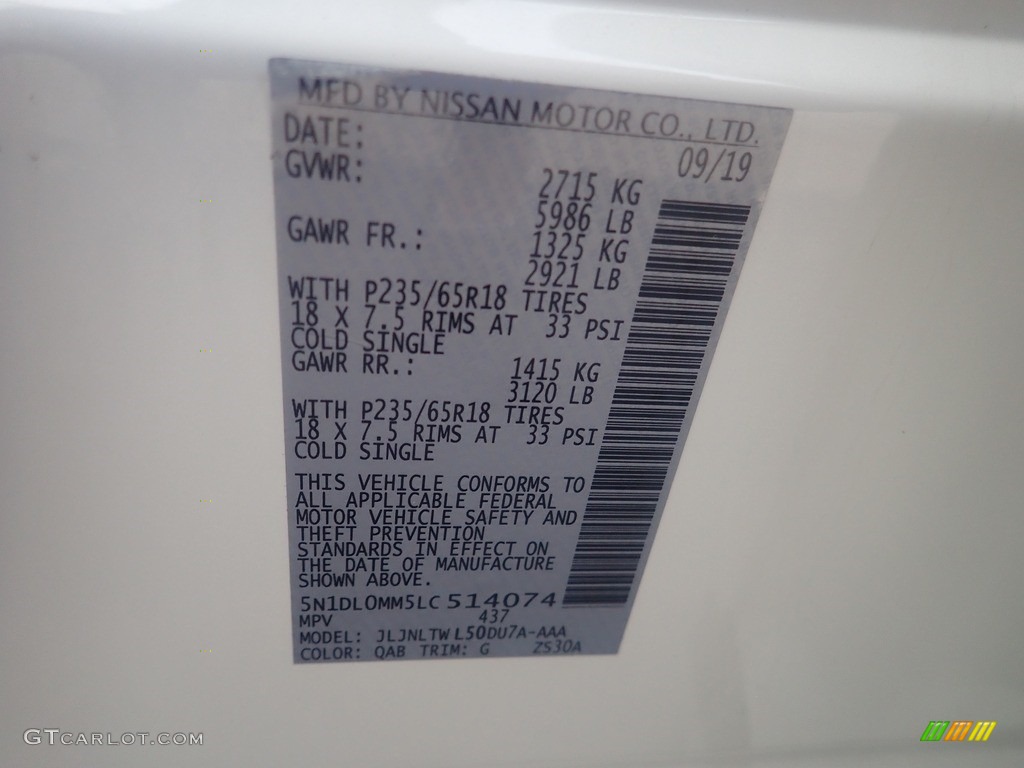 MFD BY NISSAN MOTOR CO., LTD.
DATE: 09/19
GVWR: 2715 KG
5986 LB
GAWR FR.: 1325 KG
2921 LB
WITH P235/65R18 TIRES
18 X 7.5 RIMS AT 33 PSI
COLD SINGLE
GAWR RR.: 1415 KG
3120 LB
WITH P235/65R18 TIRES
18 X 7.5 RIMS AT 33 PSI
COLD SINGLE
THIS VEHICLE CONFORMS TO
ALL APPLICABLE FEDERAL
MOTOR VEHICLE SAFETY AND
THEFT PREVENTION
STANDARDS IN EFFECT ON
THE DATE OF MANUFACTURE
SHOWN ABOVE.
5N1DL0MM5LC 514074
MPV 437
MODEL: JLJNLTW L50DU7A-AAA
COLOR: QAB TRIM: G ZS30A
GTCARLOT.COM